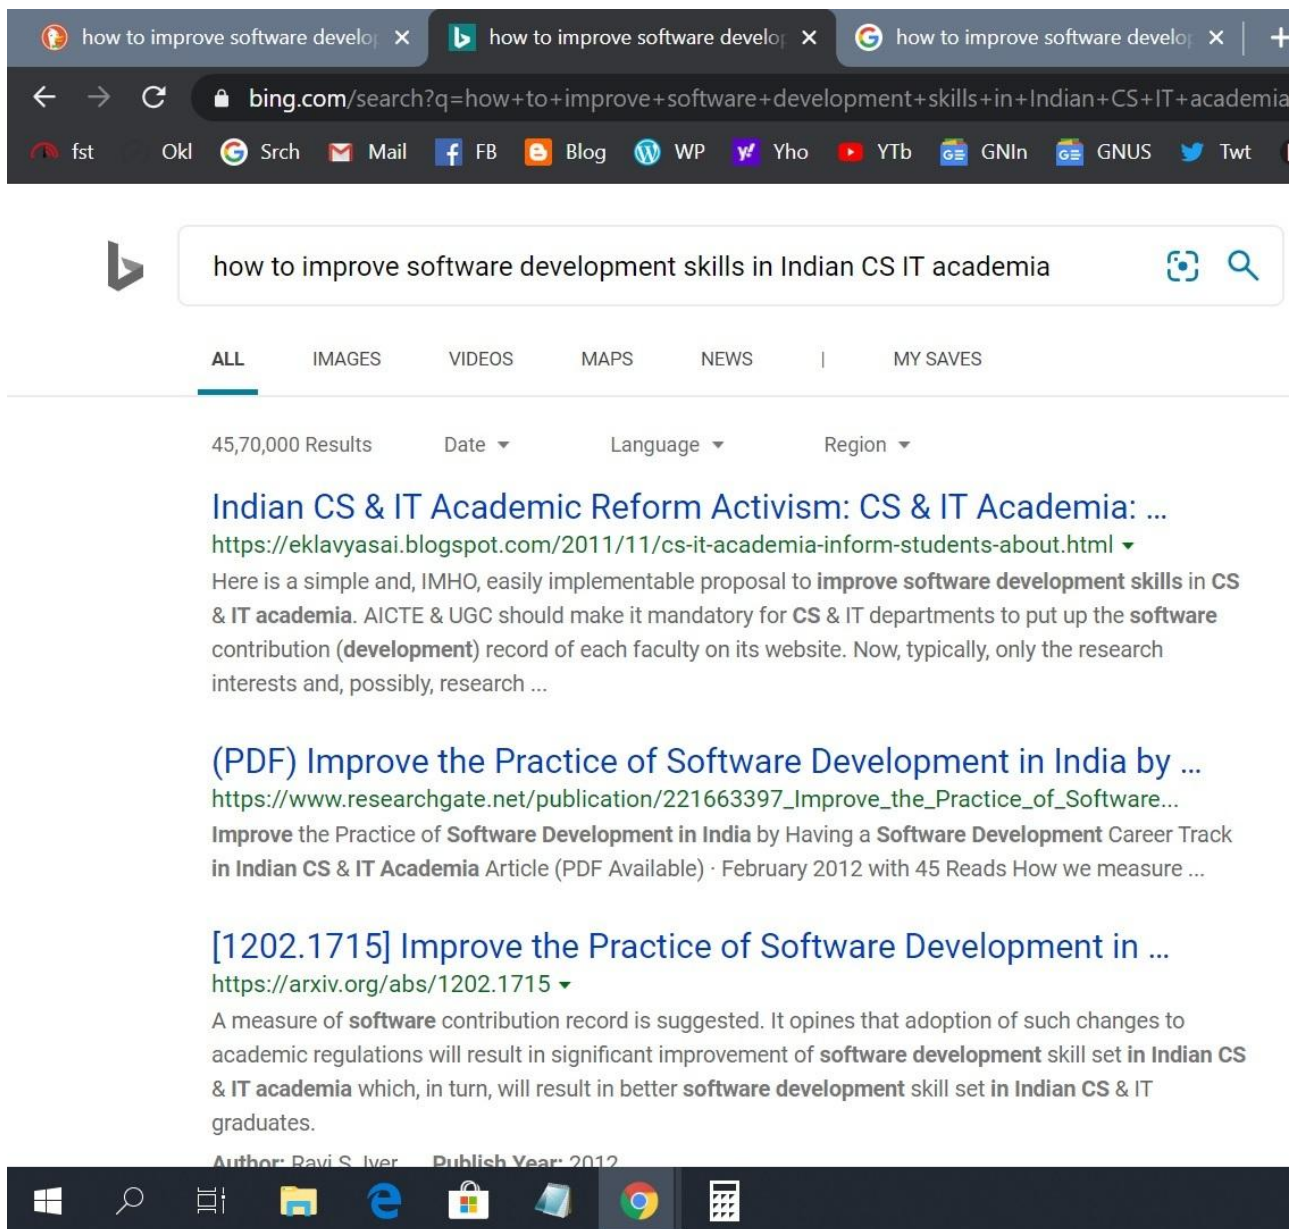 how to improve software develop
how to improve software develop
how to improve software develop
bing.com/search?q=how+to+improve+software+development+skills+in+Indian+CS+IT+academia
fst Okl Srch Mail FB Blog WP Yho YTb GNIn GNUS Twt
how to improve software development skills in Indian CS IT academia
ALL IMAGES VIDEOS MAPS NEWS | MY SAVES
45,70,000 Results Date Language Region
Indian CS & IT Academic Reform Activism: CS & IT Academia: ...
https://eklavyasai.blogspot.com/2011/11/cs-it-academia-inform-students-about.html
Here is a simple and, IMHO, easily implementable proposal to improve software development skills in CS
& IT academia. AICTE & UGC should make it mandatory for CS & IT departments to put up the software
contribution (development) record of each faculty on its website. Now, typically, only the research
interests and, possibly, research ...
(PDF) Improve the Practice of Software Development in India by ...
https://www.researchgate.net/publication/221663397_Improve_the_Practice_of_Software...
Improve the Practice of Software Development in India by Having a Software Development Career Track
in Indian CS & IT Academia Article (PDF Available) · February 2012 with 45 Reads How we measure ...
[1202.1715] Improve the Practice of Software Development in ...
https://arxiv.org/abs/1202.1715
A measure of software contribution record is suggested. It opines that adoption of such changes to
academic regulations will result in significant improvement of software development skill set in Indian CS
& IT academia which, in turn, will result in better software development skill set in Indian CS & IT
graduates.
Author: Ravi S. Iyer Publish Year: 2012